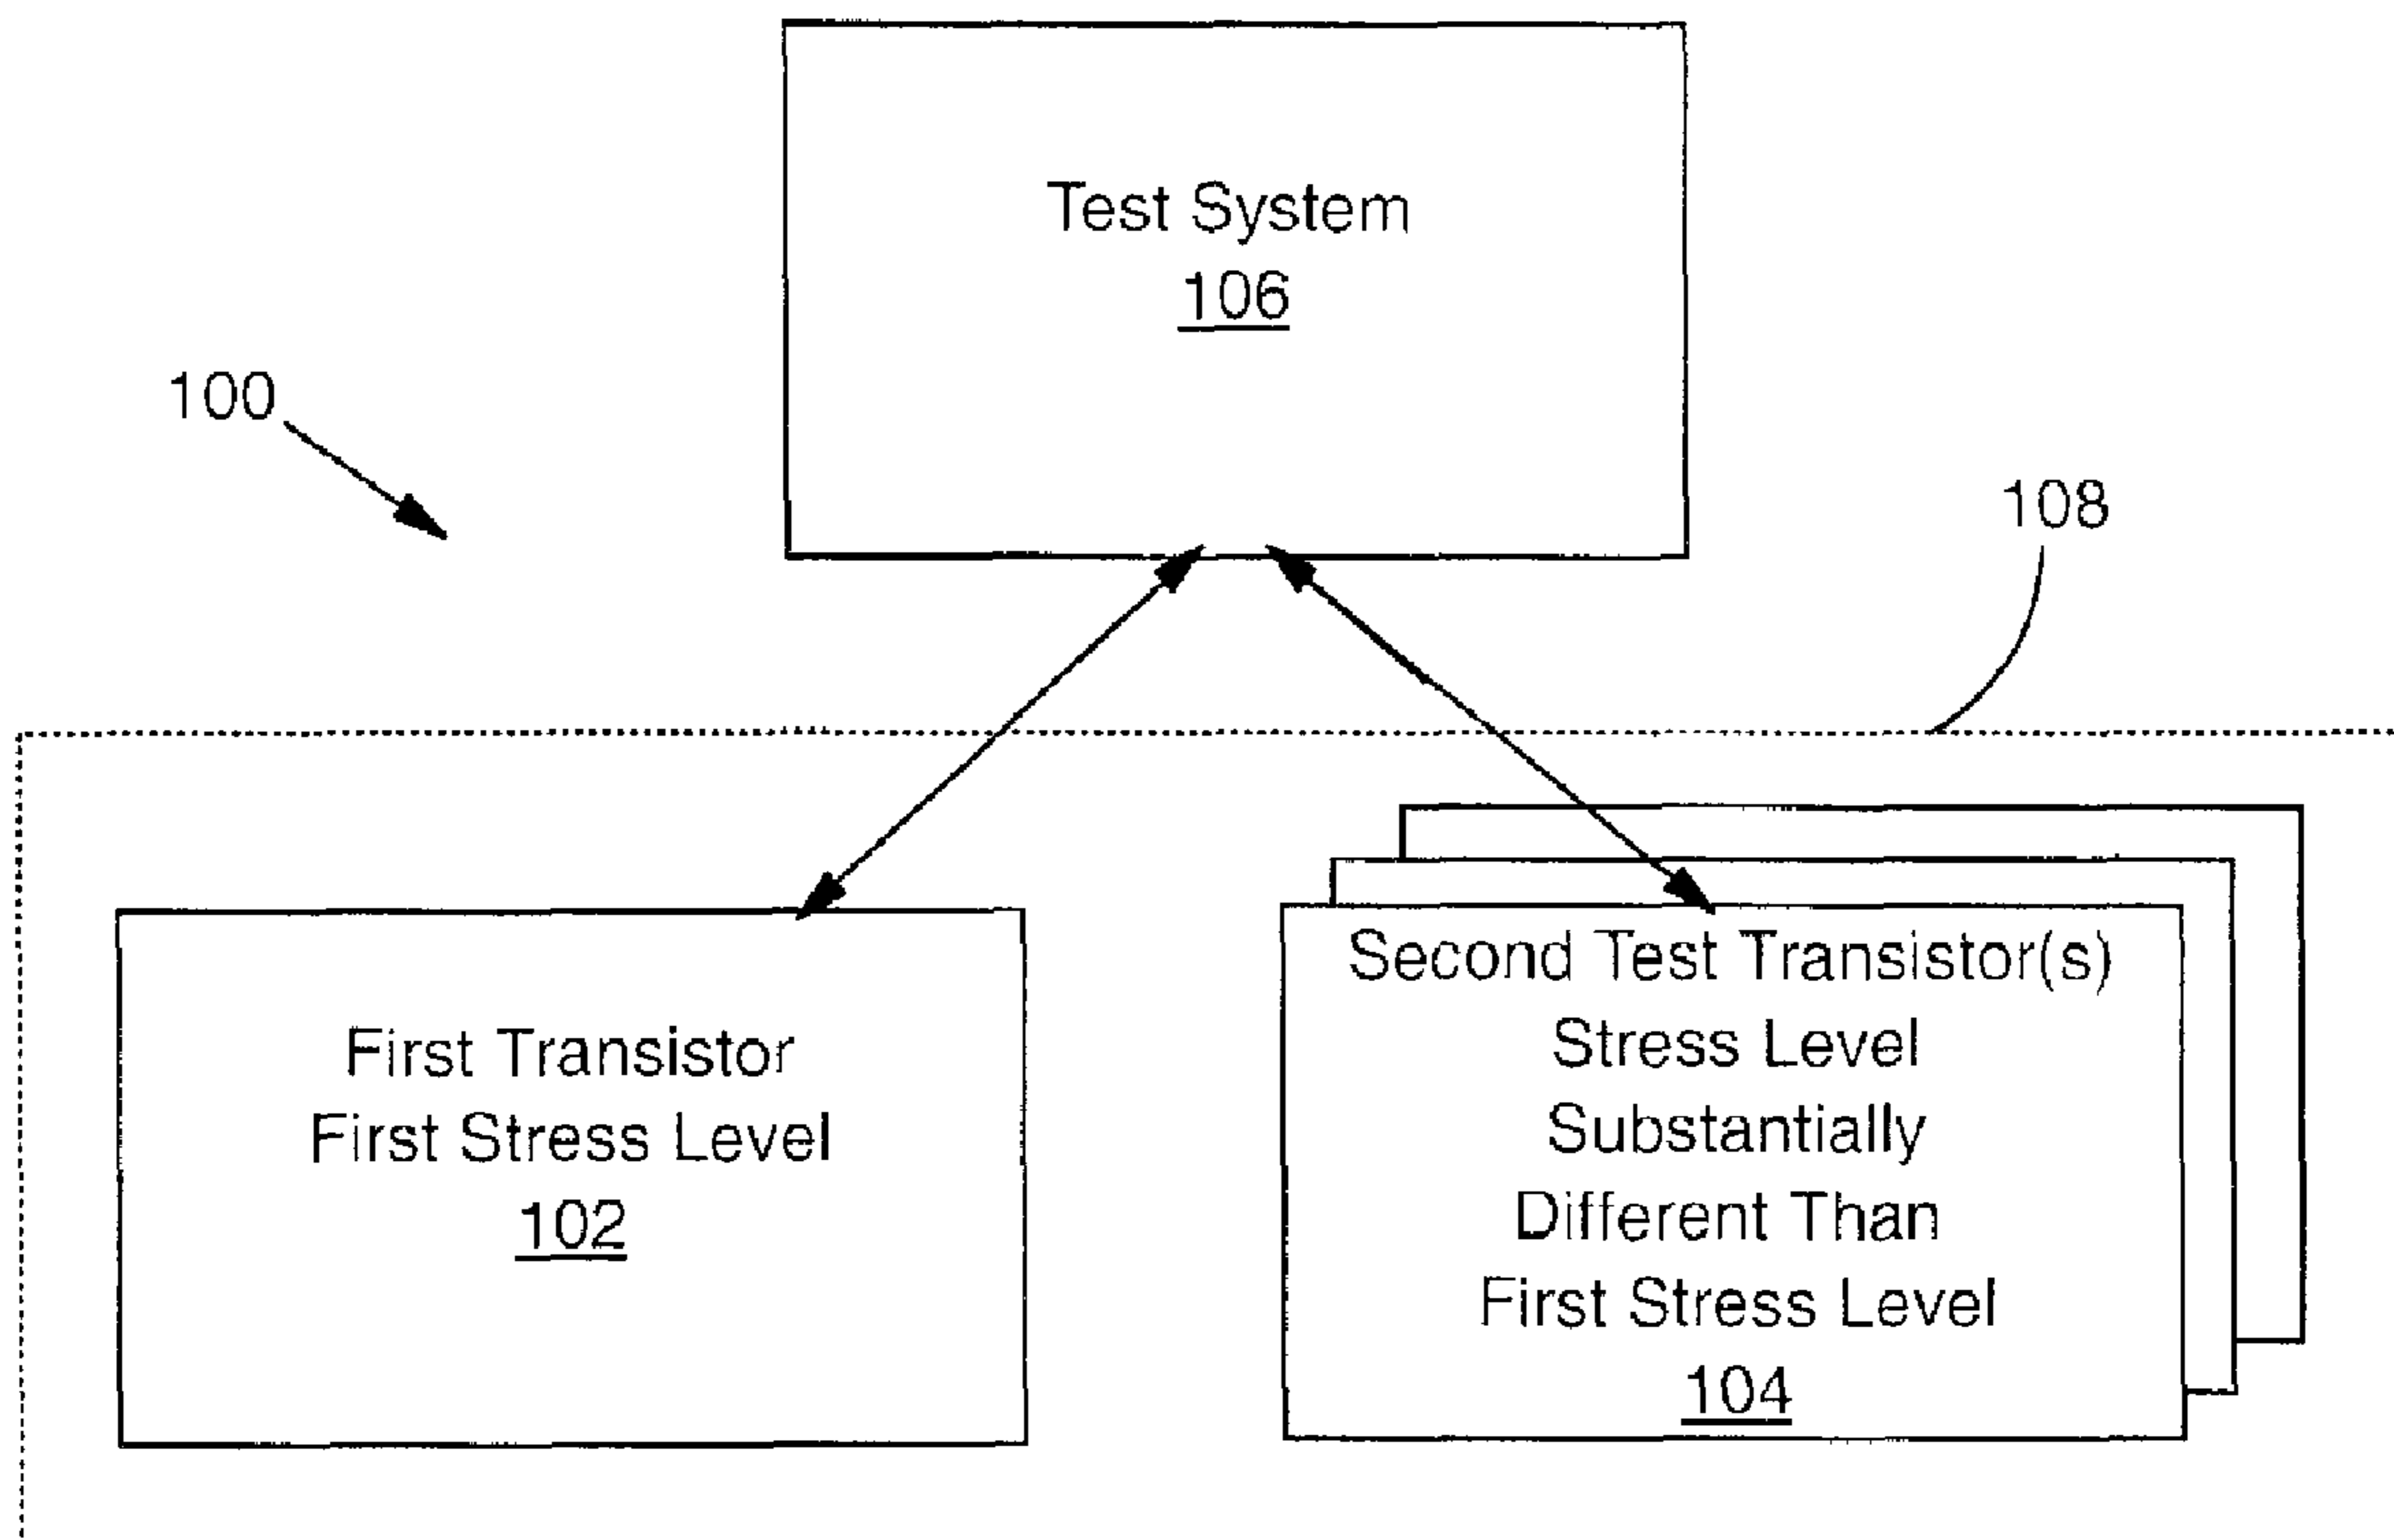 Test System
106
100
108
First Transistor
First Stress Level
102
Second Test Transistor(s)
Stress Level
Substantially
Different Than
First Stress Level
104